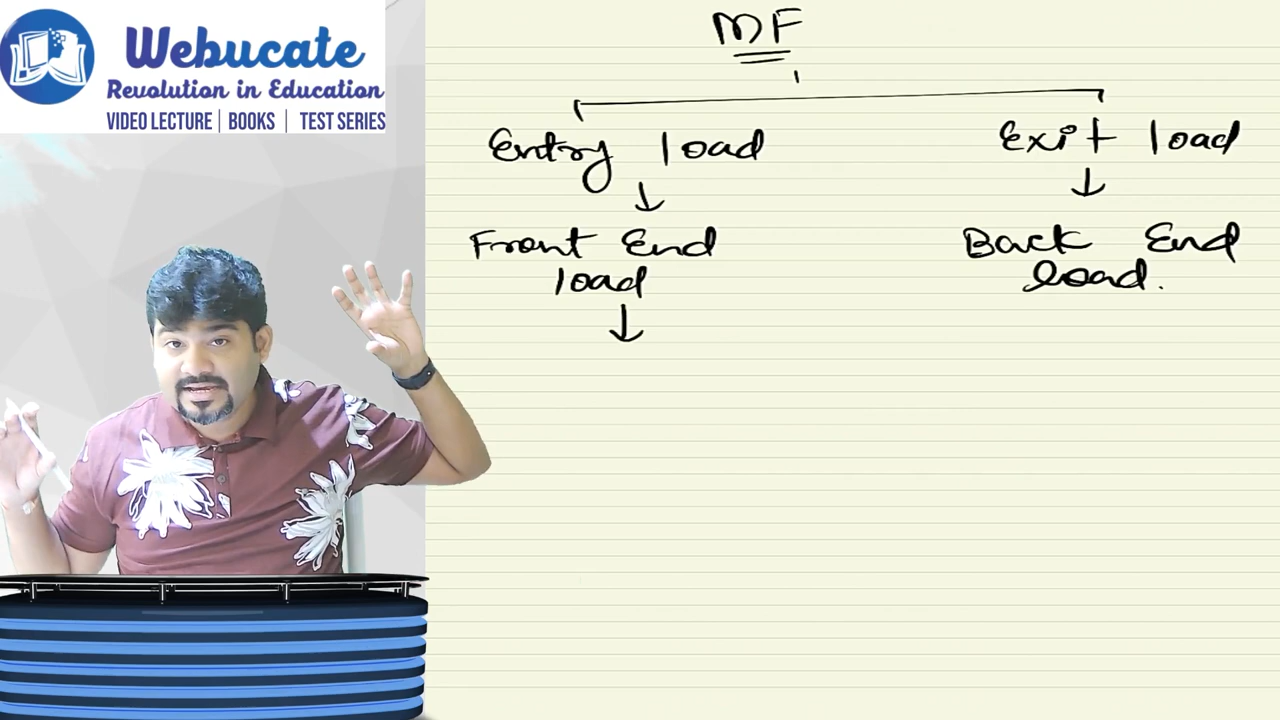 Webucate
Revolution in Education
VIDEO LECTURE | BOOKS | TEST SERIES
MF
Entry load
Exit load
Front End
load
Back End
load.